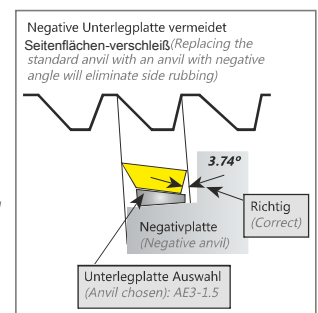 Negative Unterlegplatte vermeidet
Seitenflächen-verschleiß(Replacing the
standard anvil with an anvil with negative
angle will eliminate side rubbing)
3.74º
Richtig
(Correct)
Negativplatte
(Negative anvil)
Unterlegplatte Auswahl
(Anvil chosen): AE3-1.5